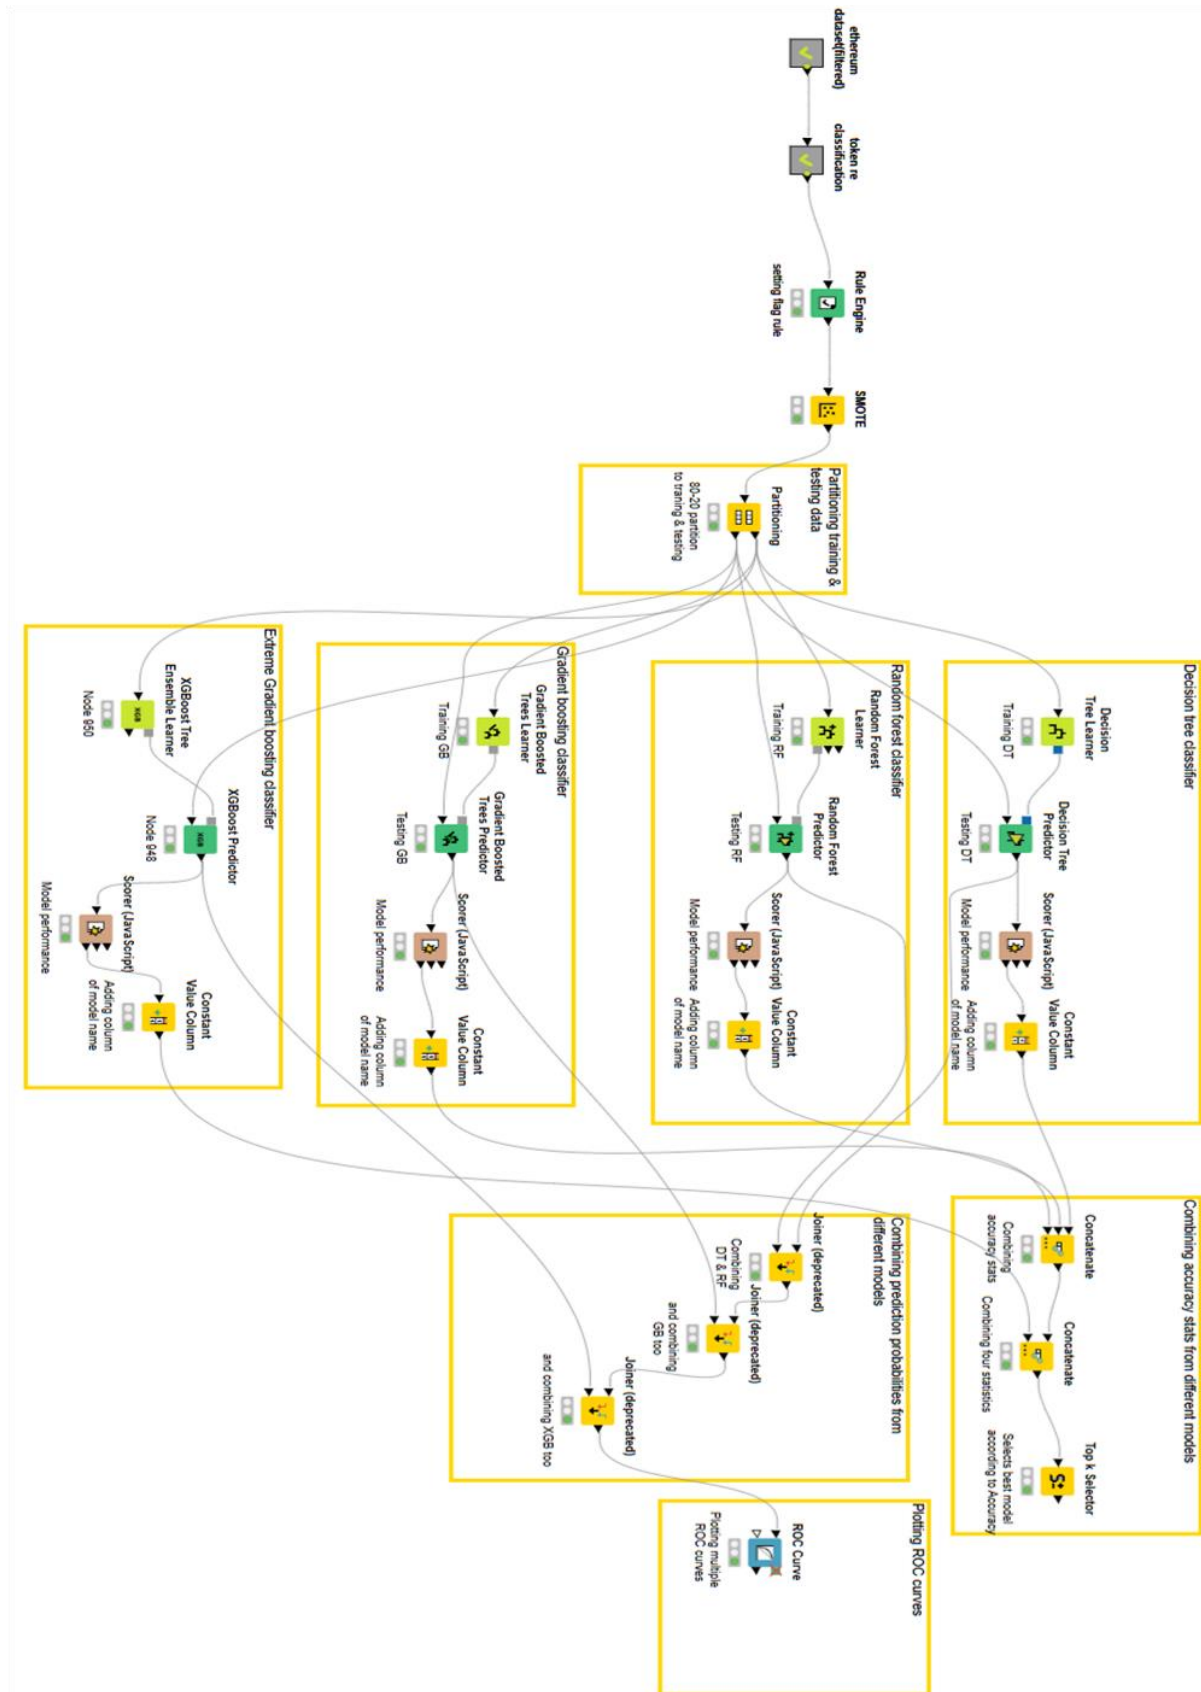 ethereum
dataset(filtered)
token re
classification
Rule Engine
setting flag rule
SMOTE
Partitioning training &
testing data
Partitioning
80-20 partition
to traning & testing
Decision tree classifier
Decision
Tree Learner
Training DT
Decision Tree
Predictor
Testing DT
Scorer (JavaScript)
Model performance
Constant
Value Column
Adding column
of model name
Random forest classifier
Random Forest
Learner
Training RF
Random Forest
Predictor
Testing RF
Scorer (JavaScript)
Model performance
Constant
Value Column
Adding column
of model name
Gradient boosting classifier
Gradient Boosted
Trees Learner
Training GB
Gradient Boosted
Trees Predictor
Testing GB
Scorer (JavaScript)
Model performance
Constant
Value Column
Adding column
of model name
Extreme Gradient boosting classifier
XGBoost Tree
Ensemble Learner
XGB
Node 950
XGBoost Predictor
XGB
Node 948
Scorer (JavaScript)
Model performance
Constant
Value Column
Adding column
of model name
Combining accuracy stats from different models
Concatenate
Combining
accuracy stats
Concatenate
Combining four statistics
Top k Selector
Selects best model
according to Accuracy
Combining prediction probabilities from
different models
Joiner (deprecated)
Combining
DT & RF
Joiner (deprecated)
and combining
GB too
Joiner (deprecated)
and combining XGB too
Plotting ROC curves
ROC Curve
Plotting multiple
ROC curves